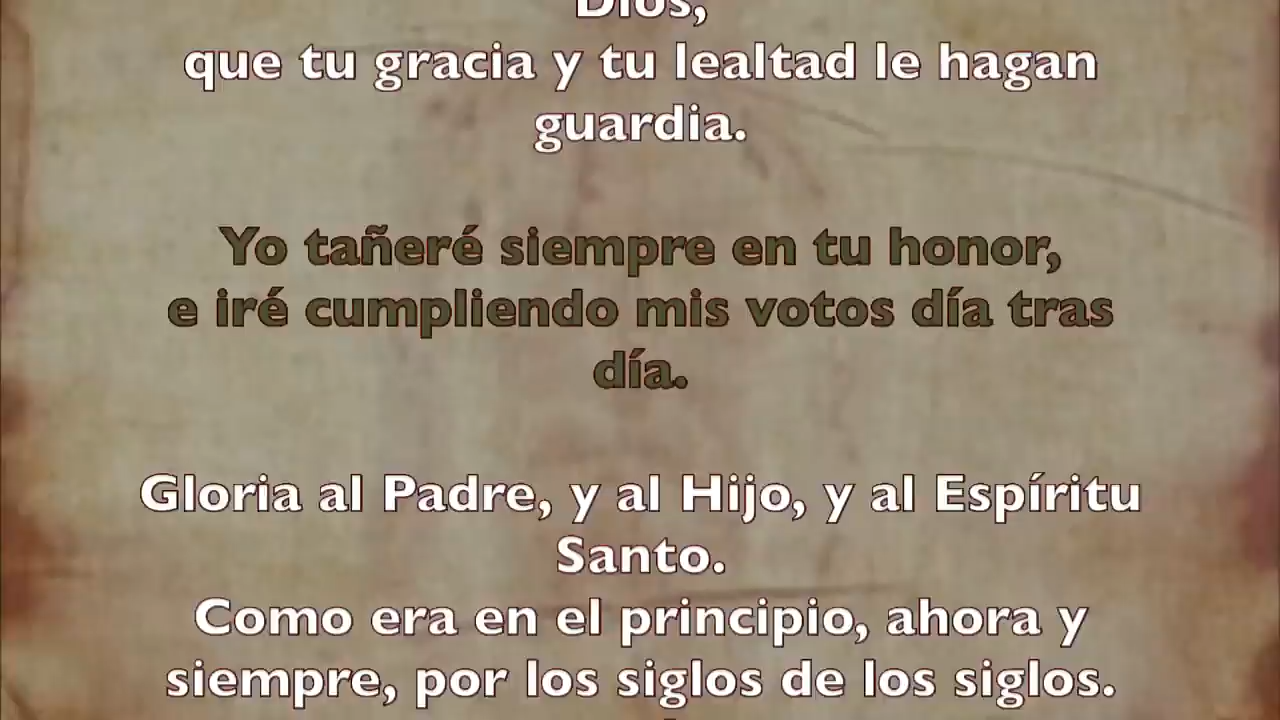 Dios,
que tu gracia y tu lealtad le hagan
guardia.
Yo tañeré siempre en tu honor,
e iré cumpliendo mis votos día tras
día.
Gloria al Padre, y al Hijo, y al Espíritu
Santo.
Como era en el principio, ahora y
siempre, por los siglos de los siglos.